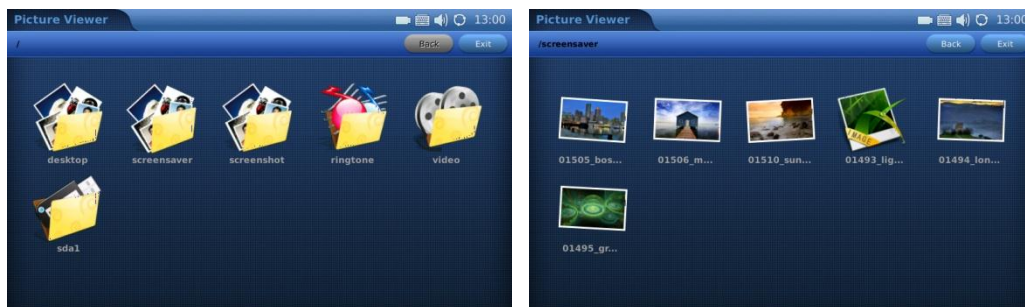 Picture Viewer 13:00
/ Back Exit
desktop screensaver screenshot ringtone video
sda1
Picture Viewer 13:00
/screensaver Back Exit
01505_bos... 01506_m... 01510_sun... 01493_lig... 01494_lon...
IMAGE
01495_gr...